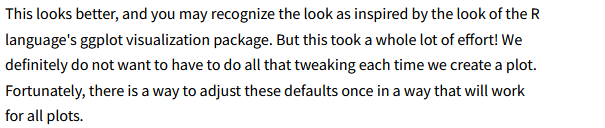 This looks better, and you may recognize the look as inspired by the look of the R
language's ggplot visualization package. But this took a whole lot of effort! We
definitely do not want to have to do all that tweaking each time we create a plot.
Fortunately, there is a way to adjust these defaults once in a way that will work
for all plots.